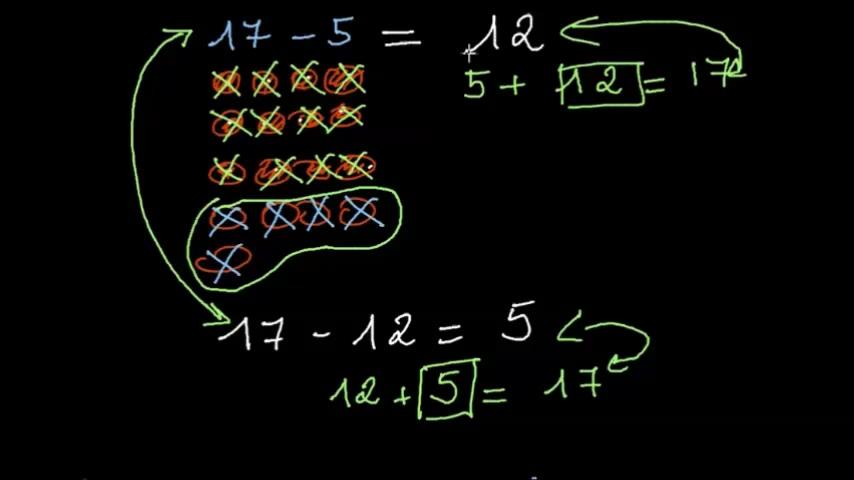 17 - 5 = 12
5 + 12 = 17
17 - 12 = 5
12 + 5 = 17